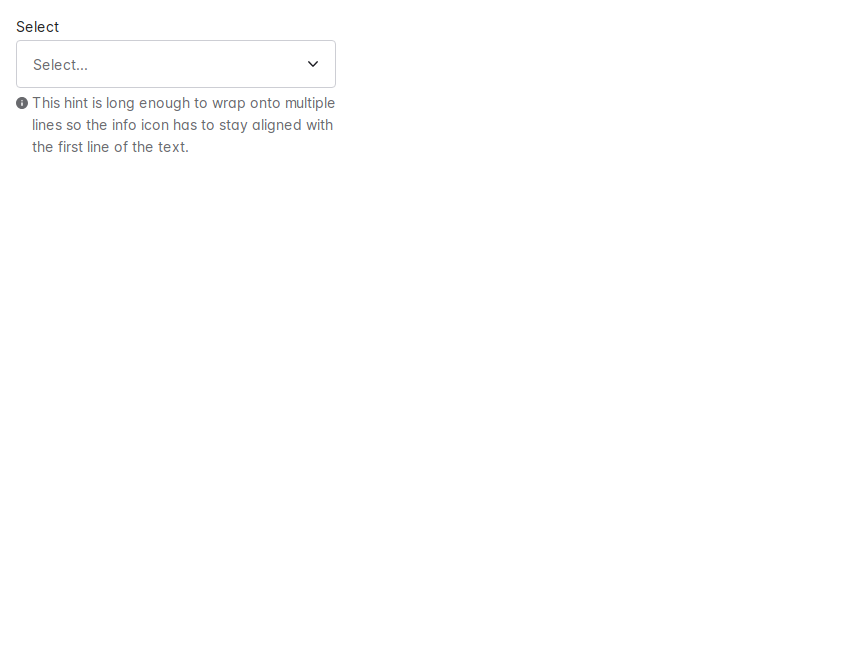 Select
Select...
This hint is long enough to wrap onto multiple
lines so the info icon has to stay aligned with
the first line of the text.